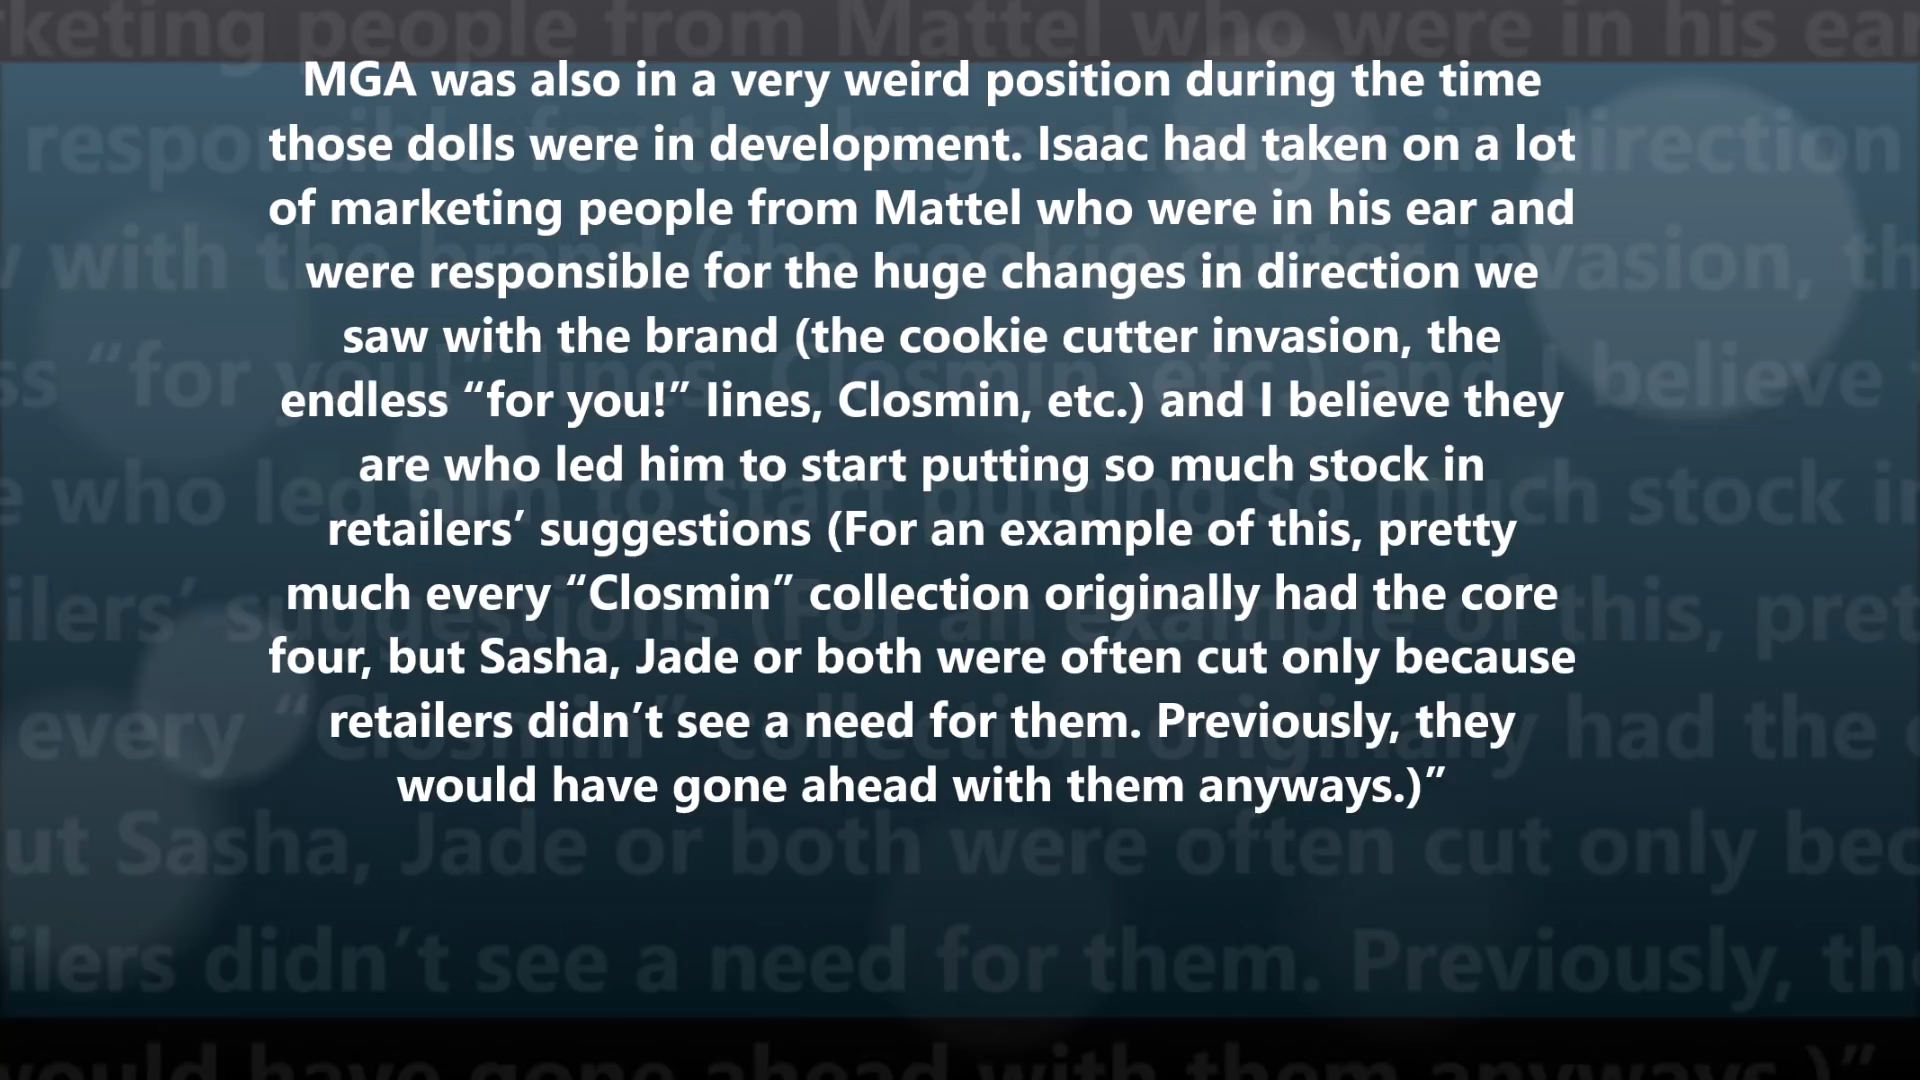 MGA was also in a very weird position during the time
those dolls were in development. Isaac had taken on a lot
of marketing people from Mattel who were in his ear and
were responsible for the huge changes in direction we
saw with the brand (the cookie cutter invasion, the
endless “for you!” lines, Closmin, etc.) and I believe they
are who led him to start putting so much stock in
retailers’ suggestions (For an example of this, pretty
much every “Closmin” collection originally had the core
four, but Sasha, Jade or both were often cut only because
retailers didn’t see a need for them. Previously, they
would have gone ahead with them anyways.)”